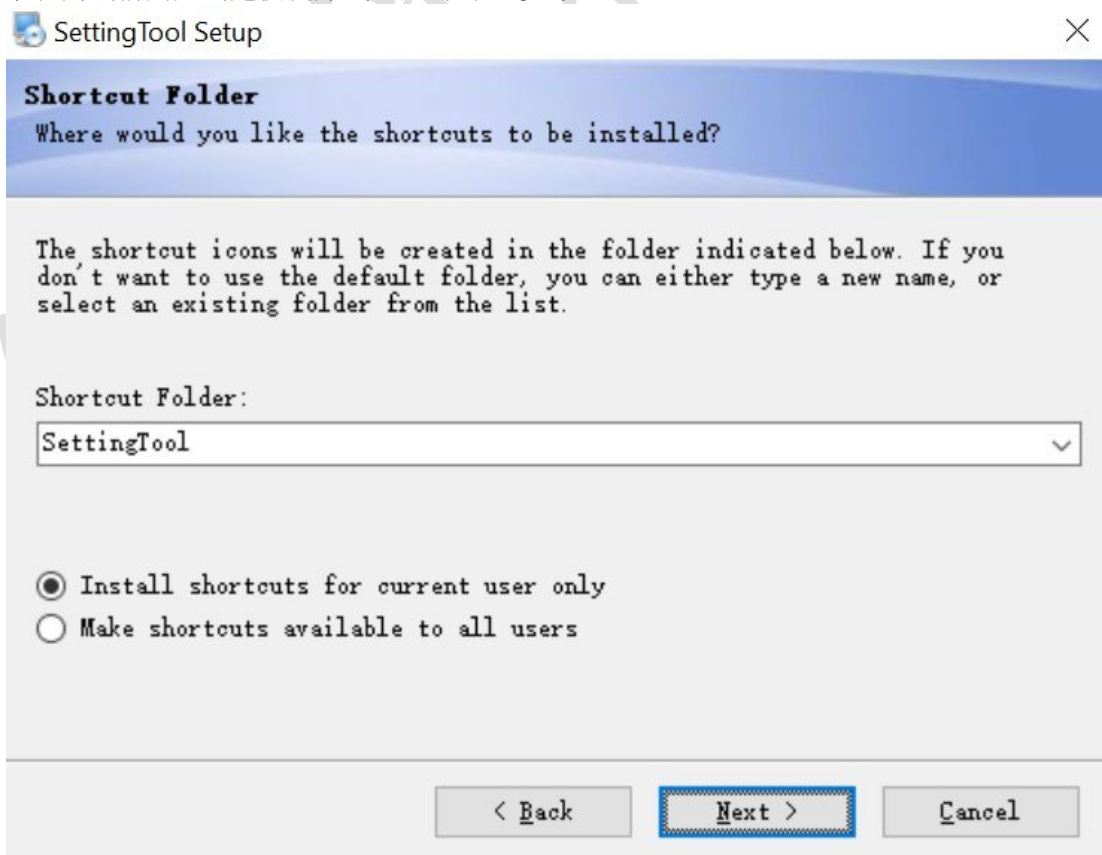 SettingTool Setup
Shortcut Folder
Where would you like the shortcuts to be installed?
The shortcut icons will be created in the folder indicated below. If you
don't want to use the default folder, you can either type a new name, or
select an existing folder from the list.
Shortcut Folder:
SettingTool
Install shortcuts for current user only
Make shortcuts available to all users
< Back
Next >
Cancel